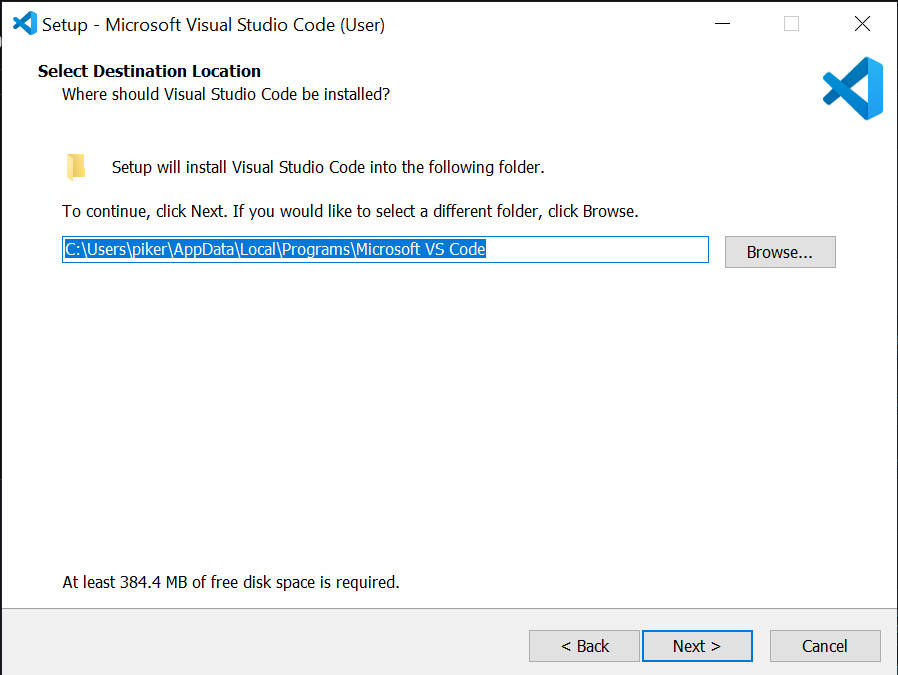 Setup - Microsoft Visual Studio Code (User)
Select Destination Location
Where should Visual Studio Code be installed?
Setup will install Visual Studio Code into the following folder.
To continue, click Next. If you would like to select a different folder, click Browse.
C:\Users\piker\AppData\Local\Programs\Microsoft VS Code
Browse...
At least 384.4 MB of free disk space is required.
< Back
Next >
Cancel